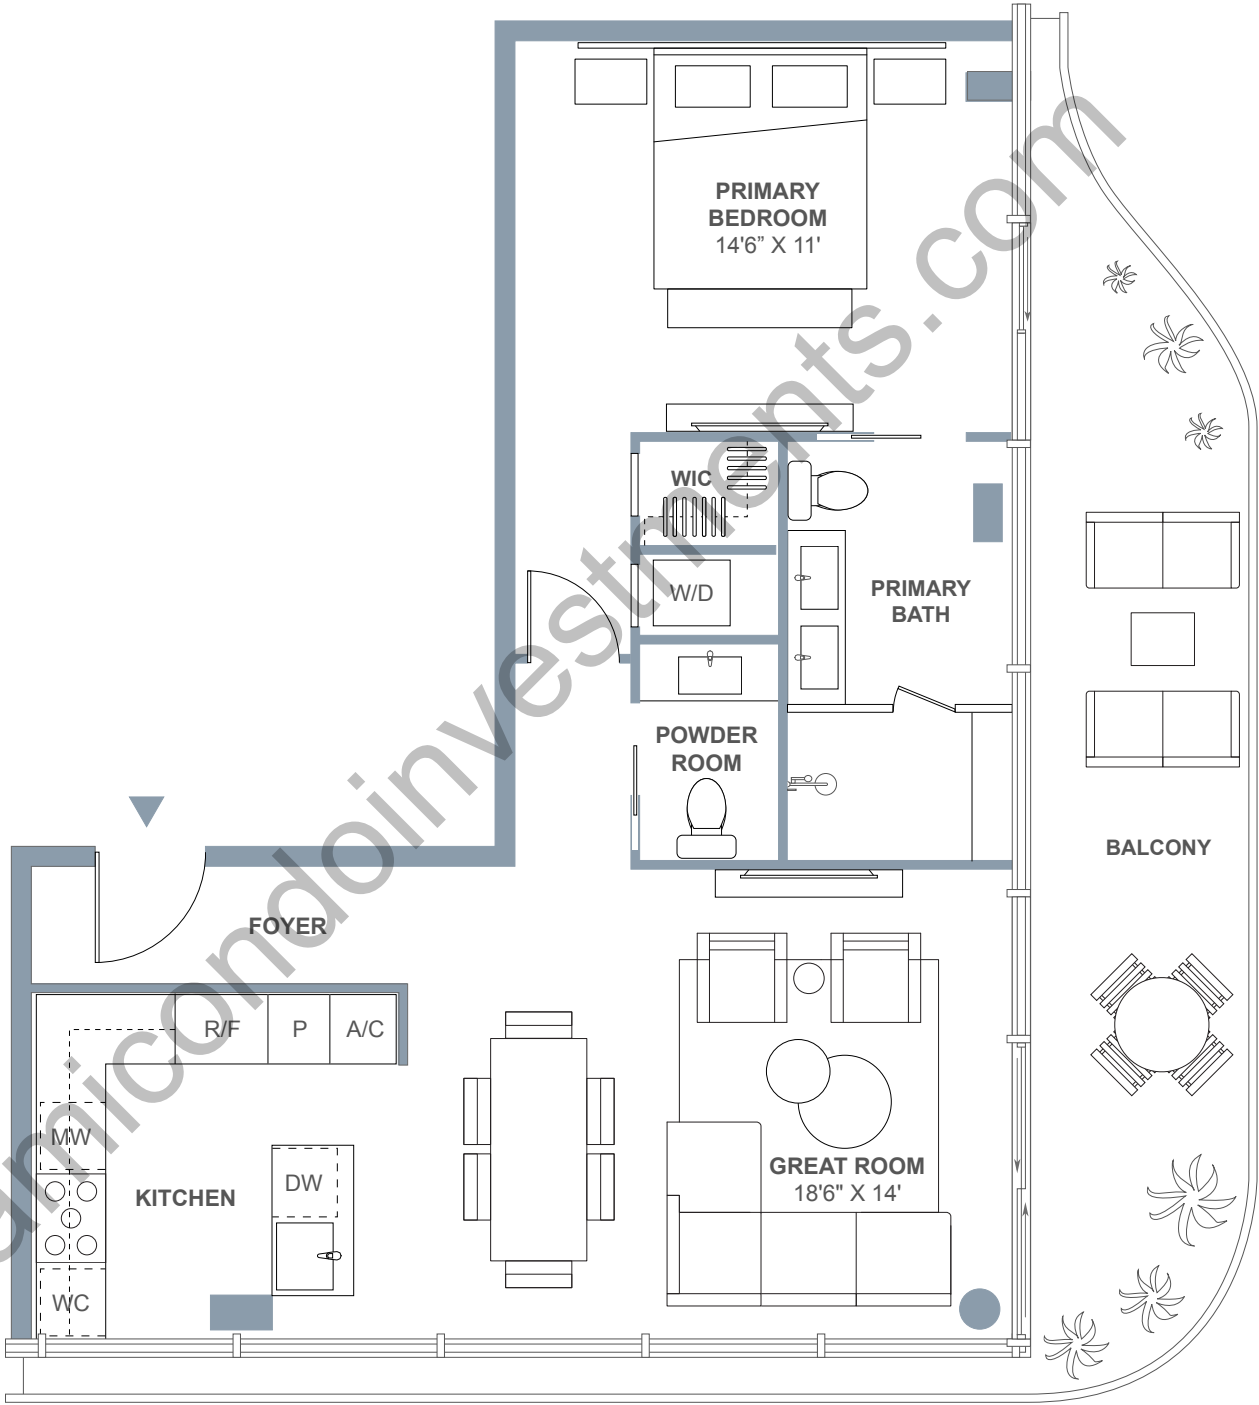 PRIMARY
BEDROOM
14'6” X 11'
WIC
W/D
PRIMARY
BATH
POWDER
ROOM
BALCONY
FOYER
R/F
P
A/C
MW
KITCHEN
DW
GREAT ROOM
18'6" X 14'
WC
amicondoinvestments.com